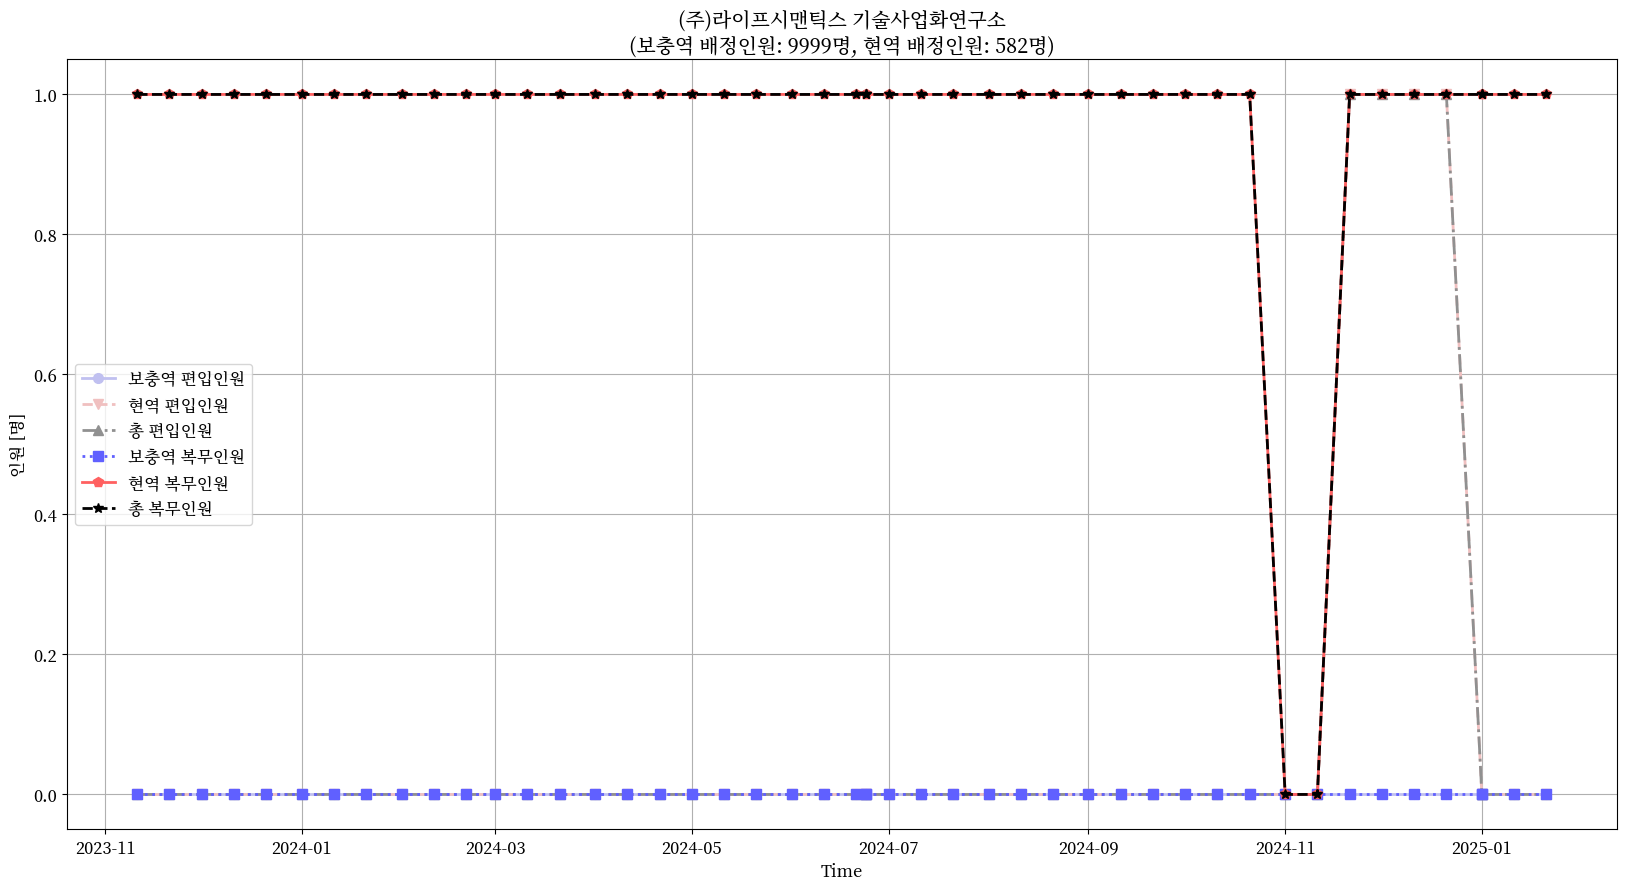 (주)라이프시맨틱스 기술사업화연구소
(보충역 배정인원: 9999명, 현역 배정인원: 582명)
1.0
0.8
0.6
0.4
0.2
0.0
인원 [명]
보충역 편입인원
현역 편입인원
총 편입인원
보충역 복무인원
현역 복무인원
총 복무인원
2023-11 2024-01 2024-03 2024-05 2024-07 2024-09 2024-11 2025-01
Time